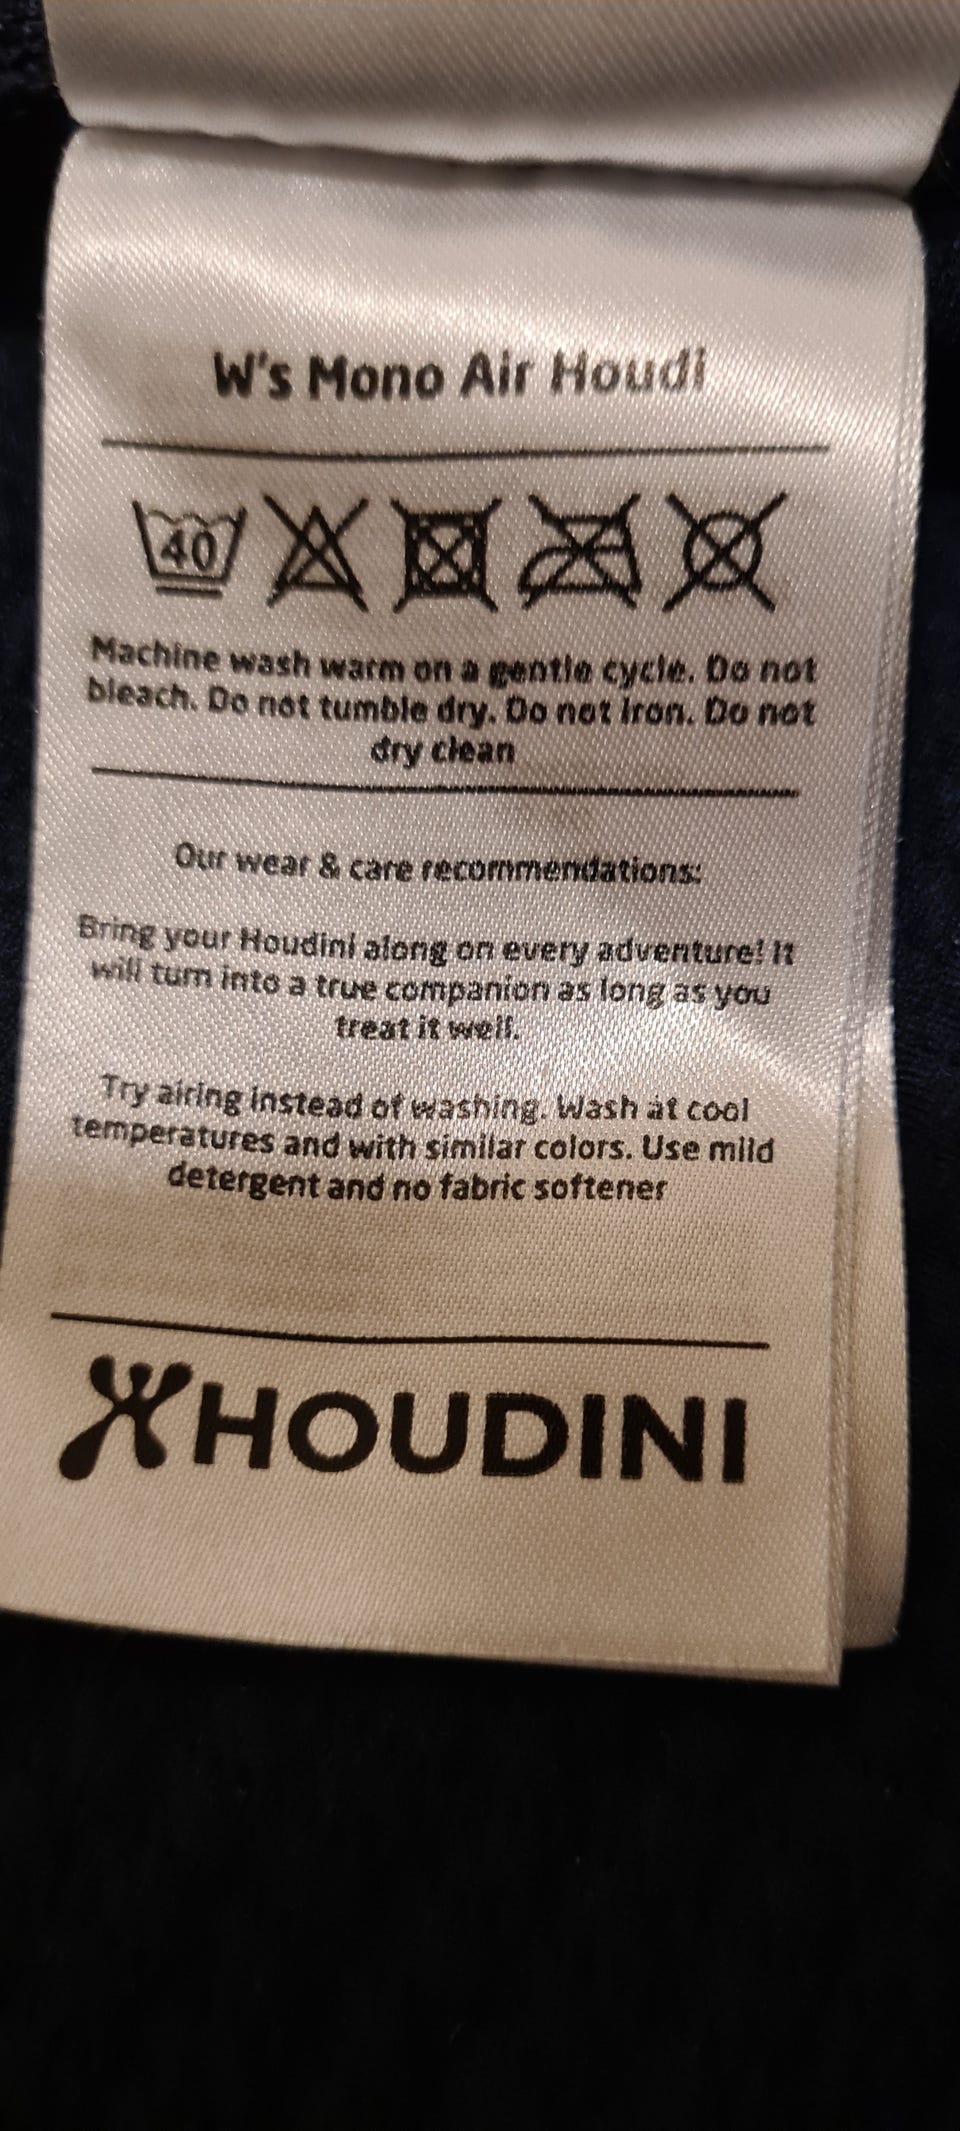 W's Mono Air Houdi
40
Machine wash warm on a gentle cycle. Do not
bleach. Do not tumble dry. Do not iron. Do not
dry clean
Our wear & care recommendations:
Bring your Houdini along on every adventure! It
will turn into a true companion as long as you
treat it well.
Try airing instead of washing. Wash at cool
temperatures and with similar colors. Use mild
detergent and no fabric softener
HOUDINI